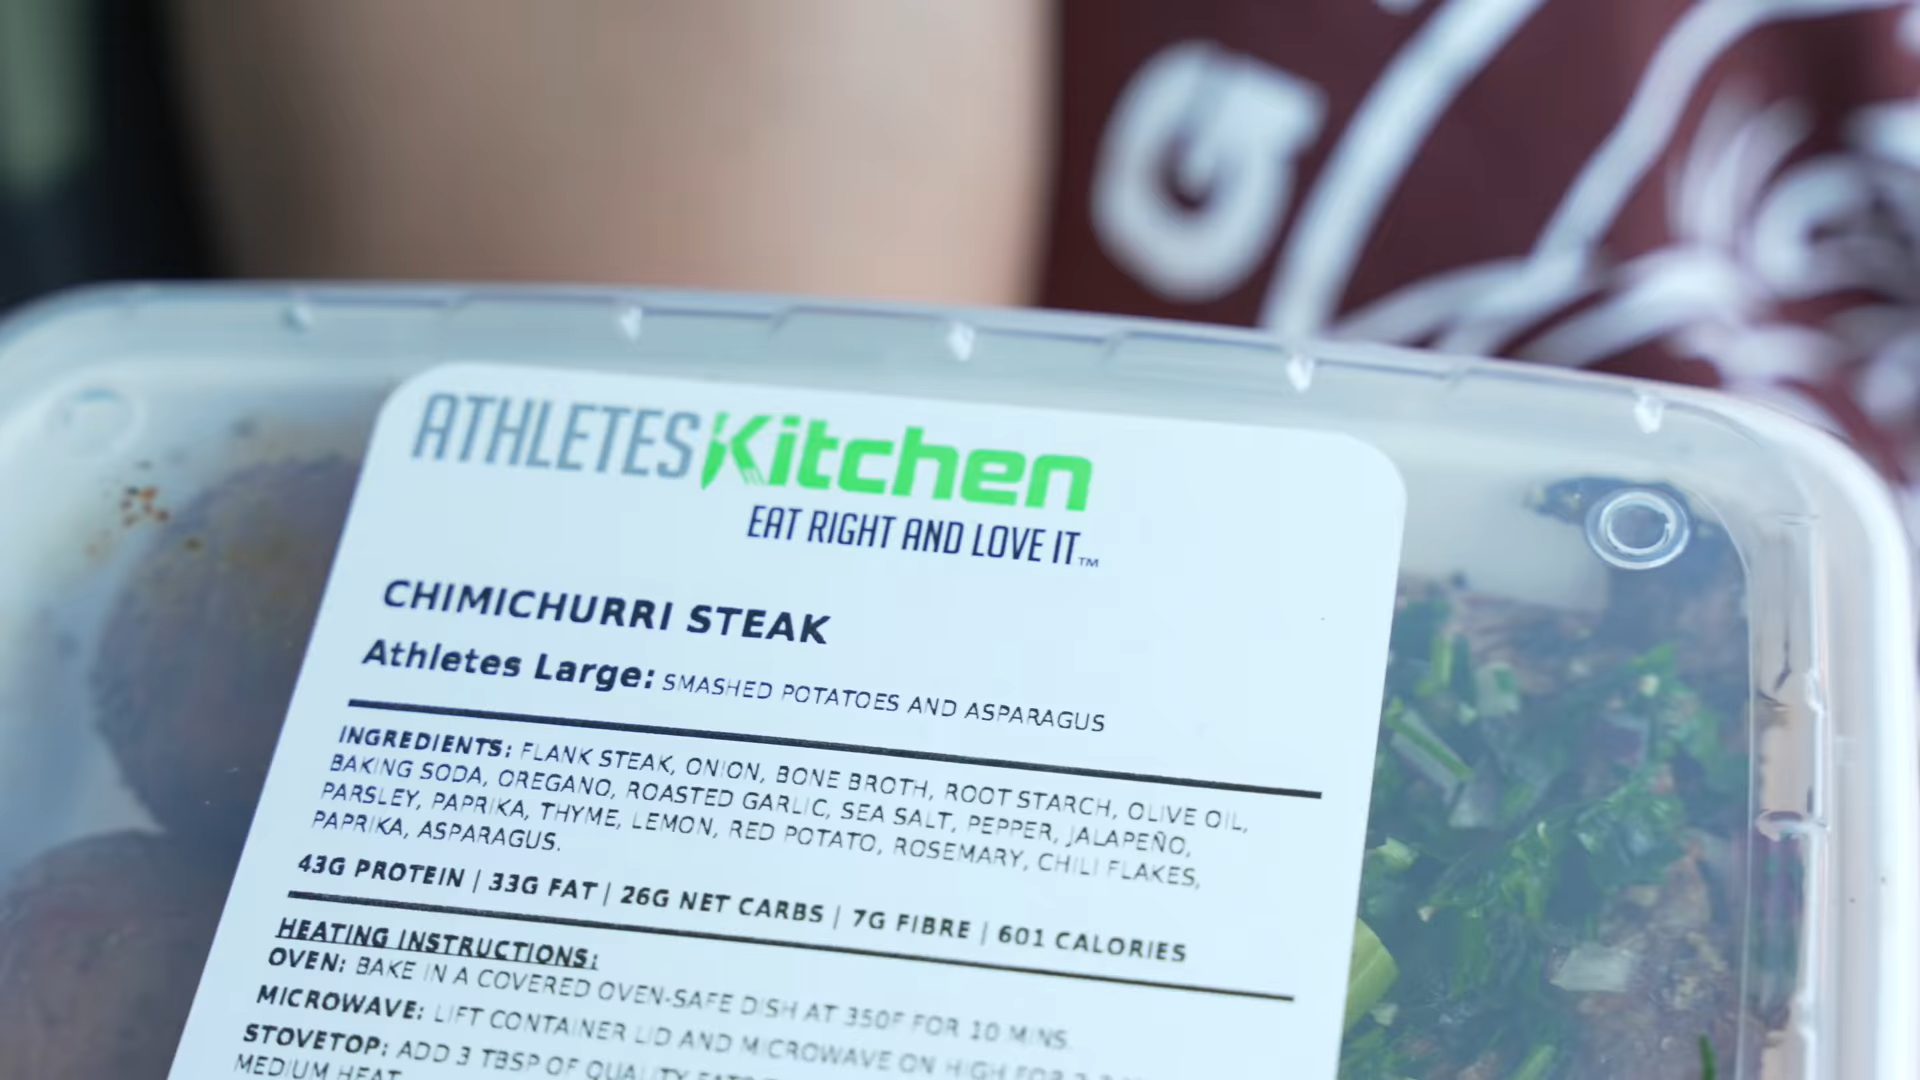 ATHLETES Kitchen
EAT RIGHT AND LOVE IT™
CHIMICHURRI STEAK
Athletes Large: SMASHED POTATOES AND ASPARAGUS
INGREDIENTS: FLANK STEAK, ONION, BONE BROTH, ROOT STARCH, OLIVE OIL,
BAKING SODA, OREGANO, ROASTED GARLIC, SEA SALT, PEPPER, JALAPEÑO,
PARSLEY, PAPRIKA, THYME, LEMON, RED POTATO, ROSEMARY, CHILI FLAKES,
PAPRIKA, ASPARAGUS.
43G PROTEIN | 33G FAT | 26G NET CARBS | 7G FIBRE | 601 CALORIES
HEATING INSTRUCTIONS:
OVEN: BAKE IN A COVERED OVEN-SAFE DISH AT 350F FOR 10 MINS.
MICROWAVE: LIFT CONTAINER LID AND MICROWAVE ON HIGH FOR
STOVETOP: ADD 3 TBSP OF QUALITY
MEDIUM HEAT
G